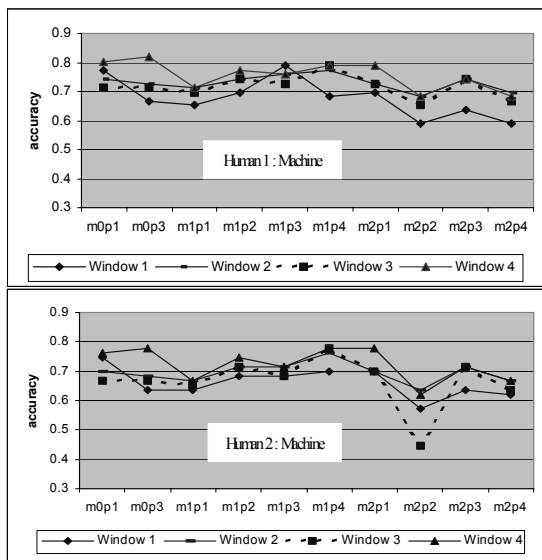 0.9
0.8
0.7
0.6
0.5
0.4
0.3
accuracy
Human 1 : Machine
m0p1 m0p3 m1p1 m1p2 m1p3 m1p4 m2p1 m2p2 m2p3 m2p4
Window 1 Window 2 Window 3 Window 4
0.9
0.8
0.7
0.6
0.5
0.4
0.3
accuracy
Human 2 : Machine
m0p1 m0p3 m1p1 m1p2 m1p3 m1p4 m2p1 m2p2 m2p3 m2p4
Window 1 Window 2 Window 3 Window 4